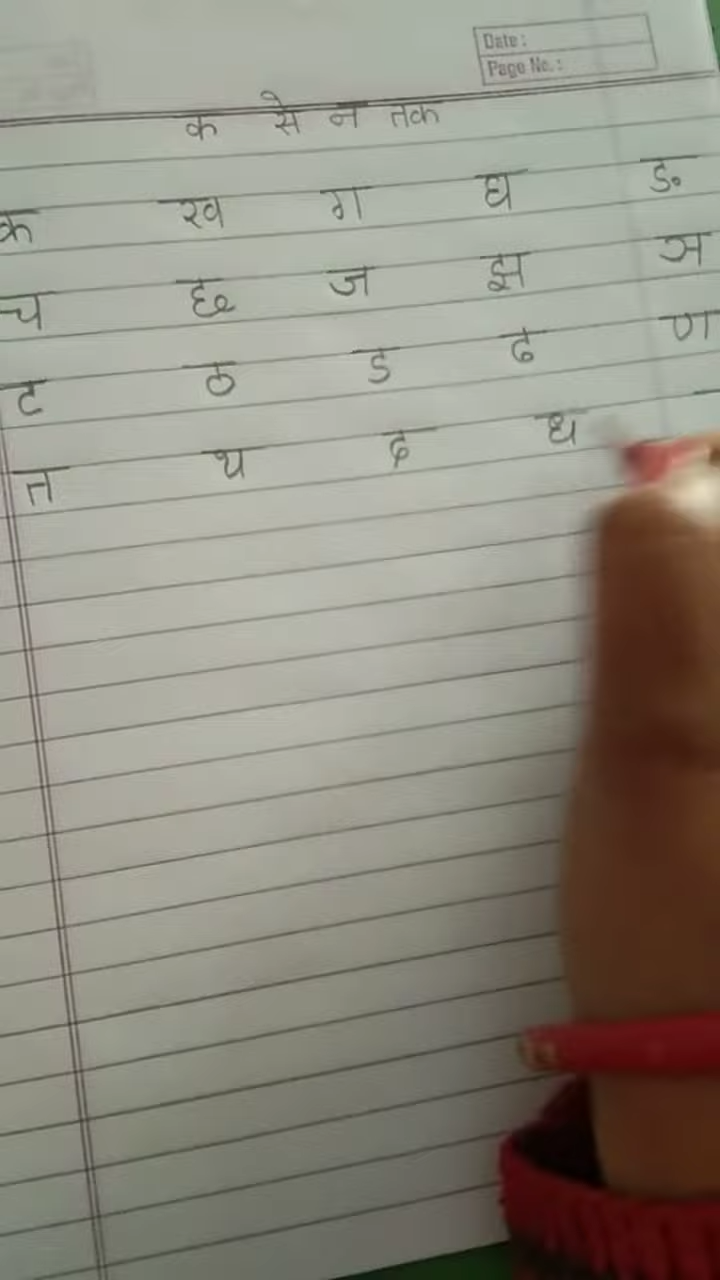 Date :
Page No. :
क से न तक
क ख ग घ ङ
च छ ज झ ञ
ट ठ ड ढ ण
त थ द ध